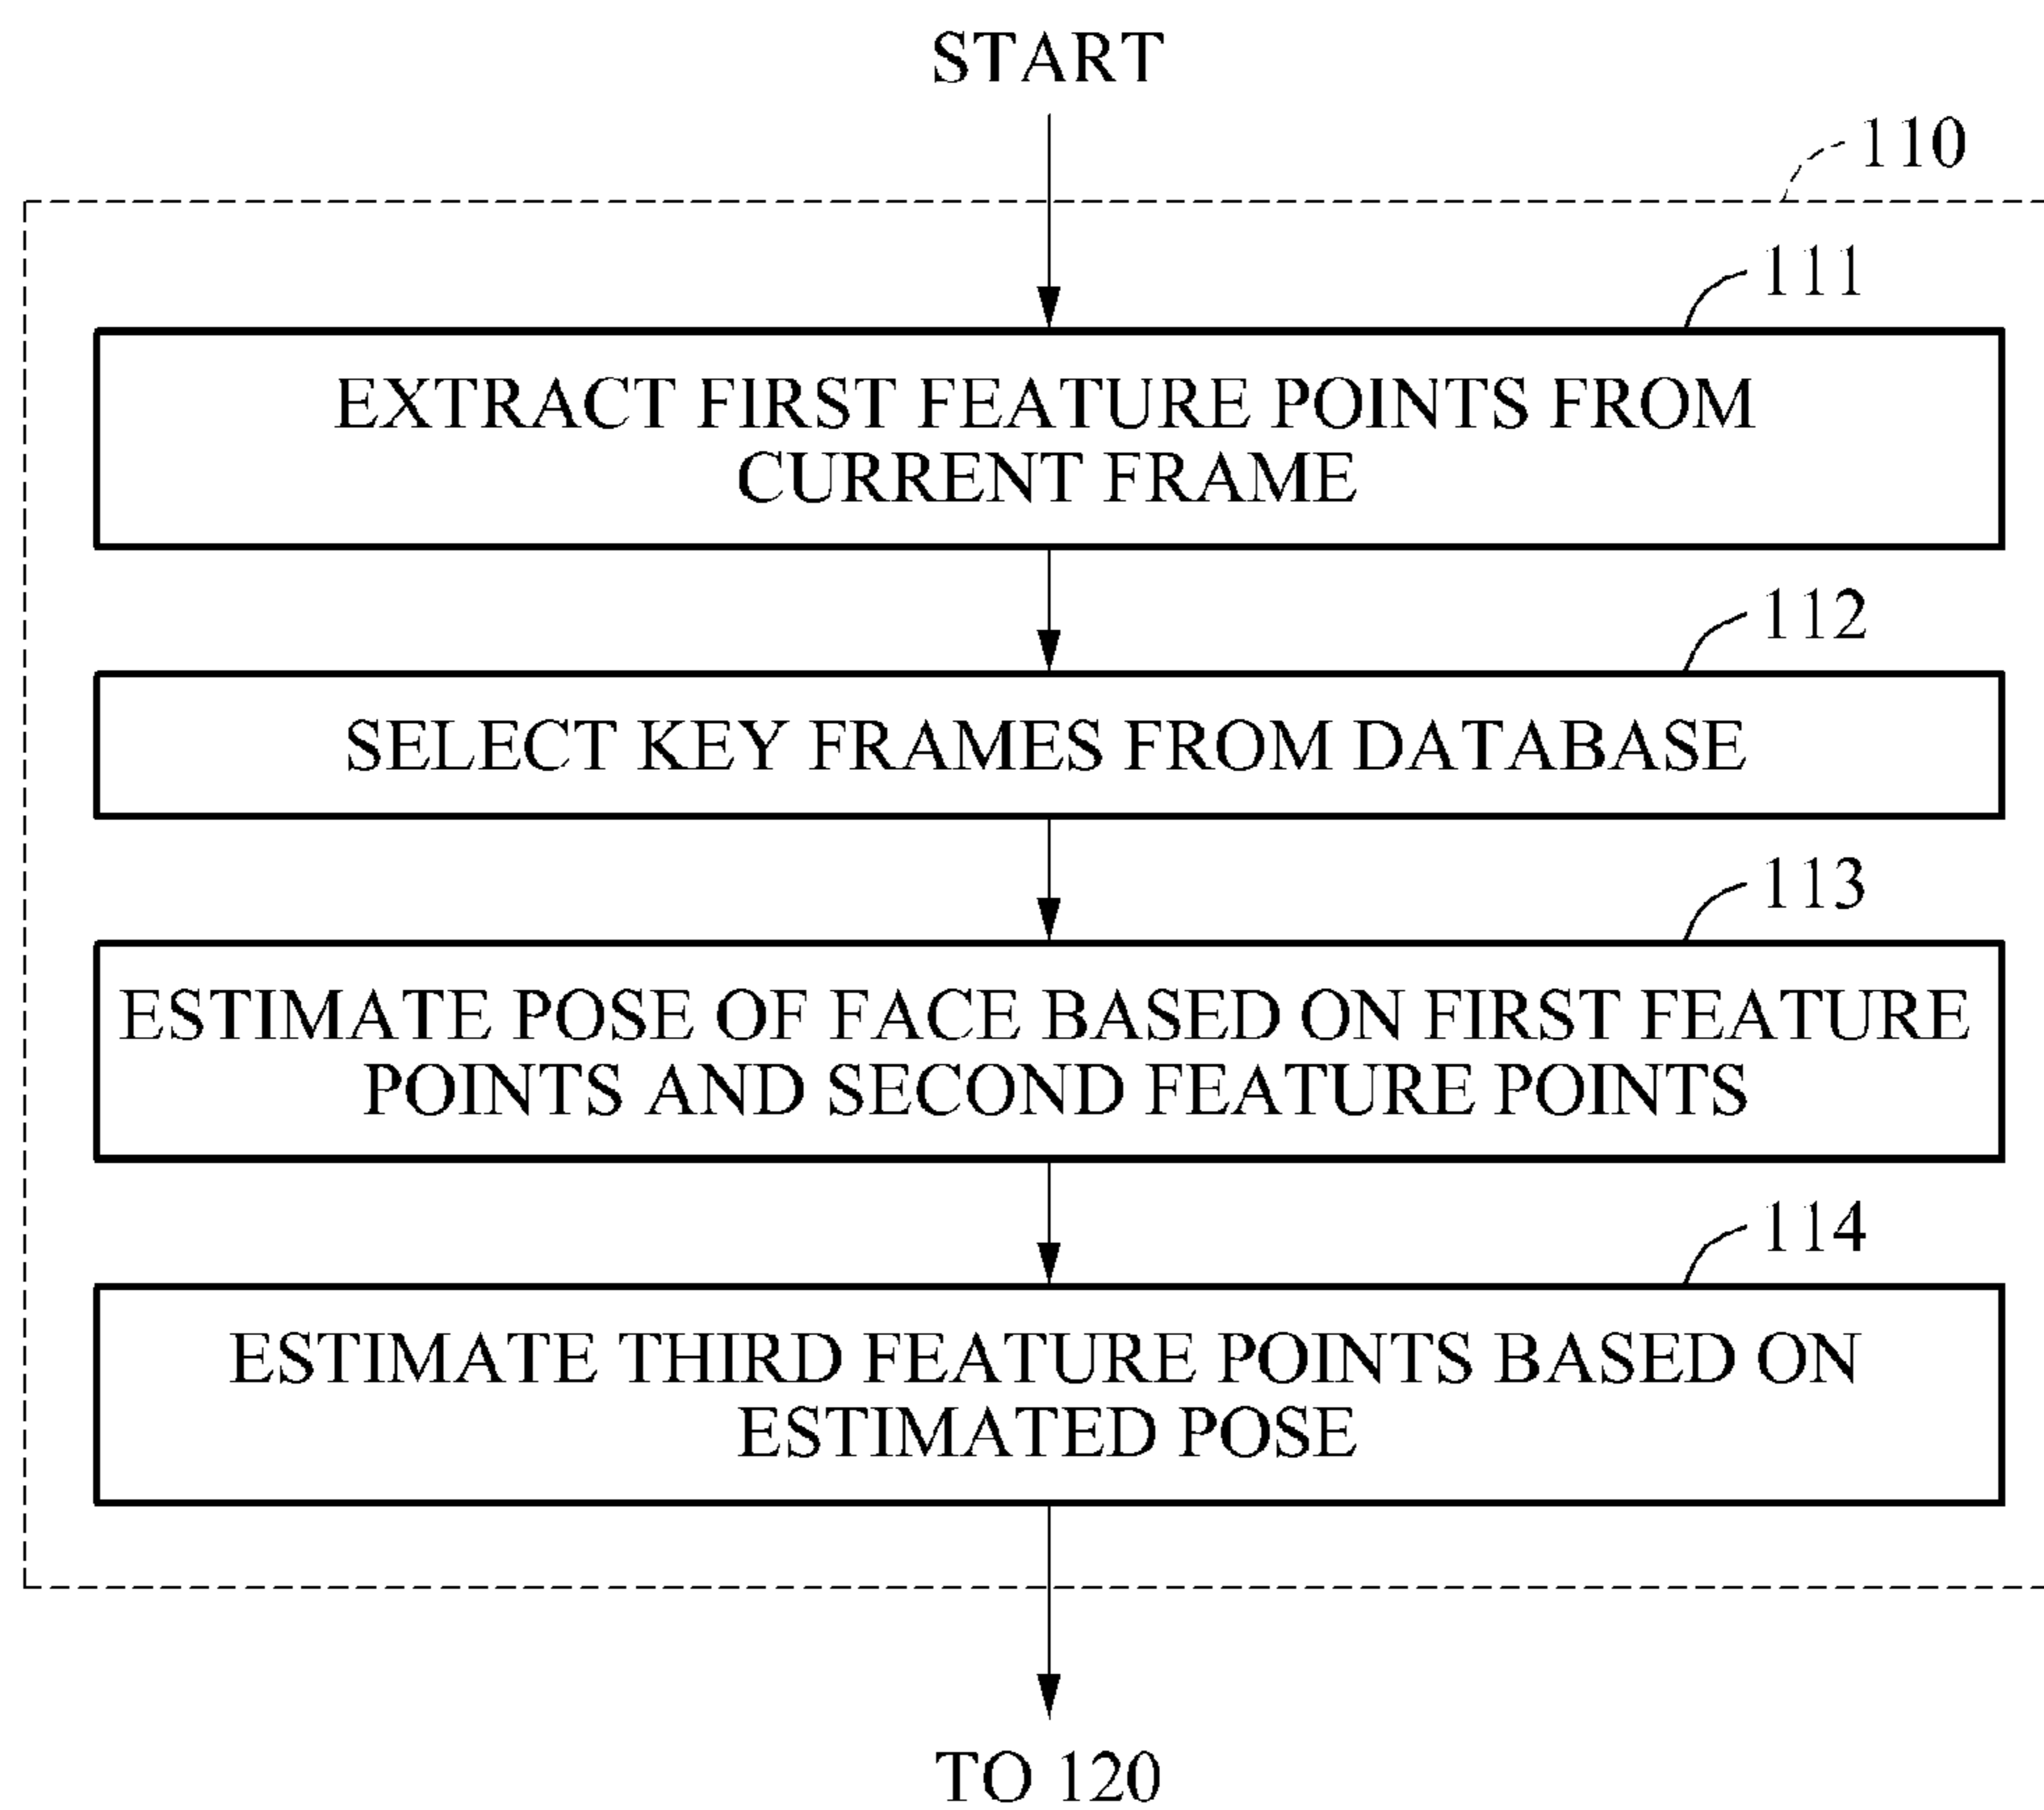 START
110
111
EXTRACT FIRST FEATURE POINTS FROM
CURRENT FRAME
112
SELECT KEY FRAMES FROM DATABASE
113
ESTIMATE POSE OF FACE BASED ON FIRST FEATURE
POINTS AND SECOND FEATURE POINTS
114
ESTIMATE THIRD FEATURE POINTS BASED ON
ESTIMATED POSE
TO 120